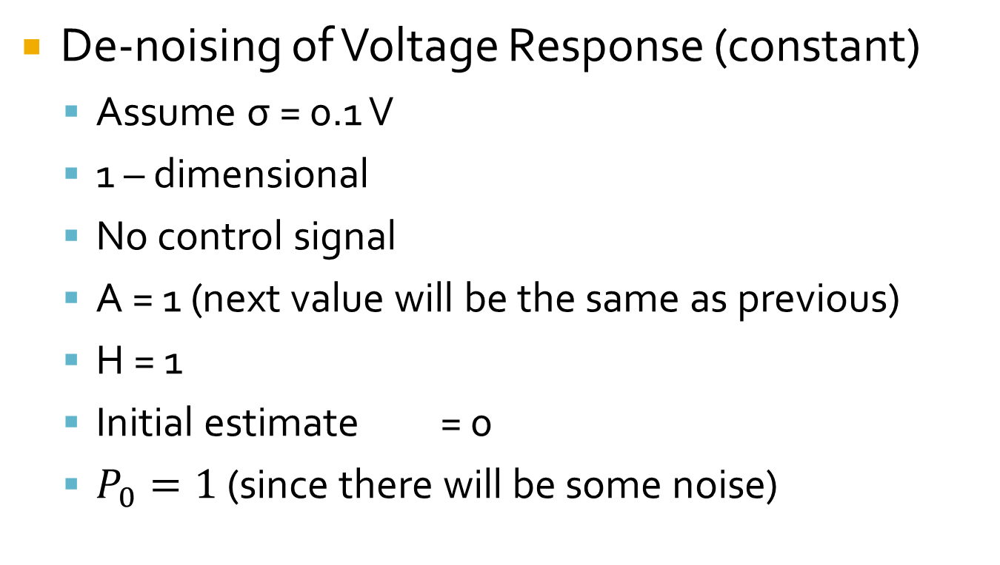 De-noising of Voltage Response (constant)
Assume σ = 0.1 V
1 – dimensional
No control signal
A = 1 (next value will be the same as previous)
H = 1
Initial estimate = 0
P₀ = 1 (since there will be some noise)